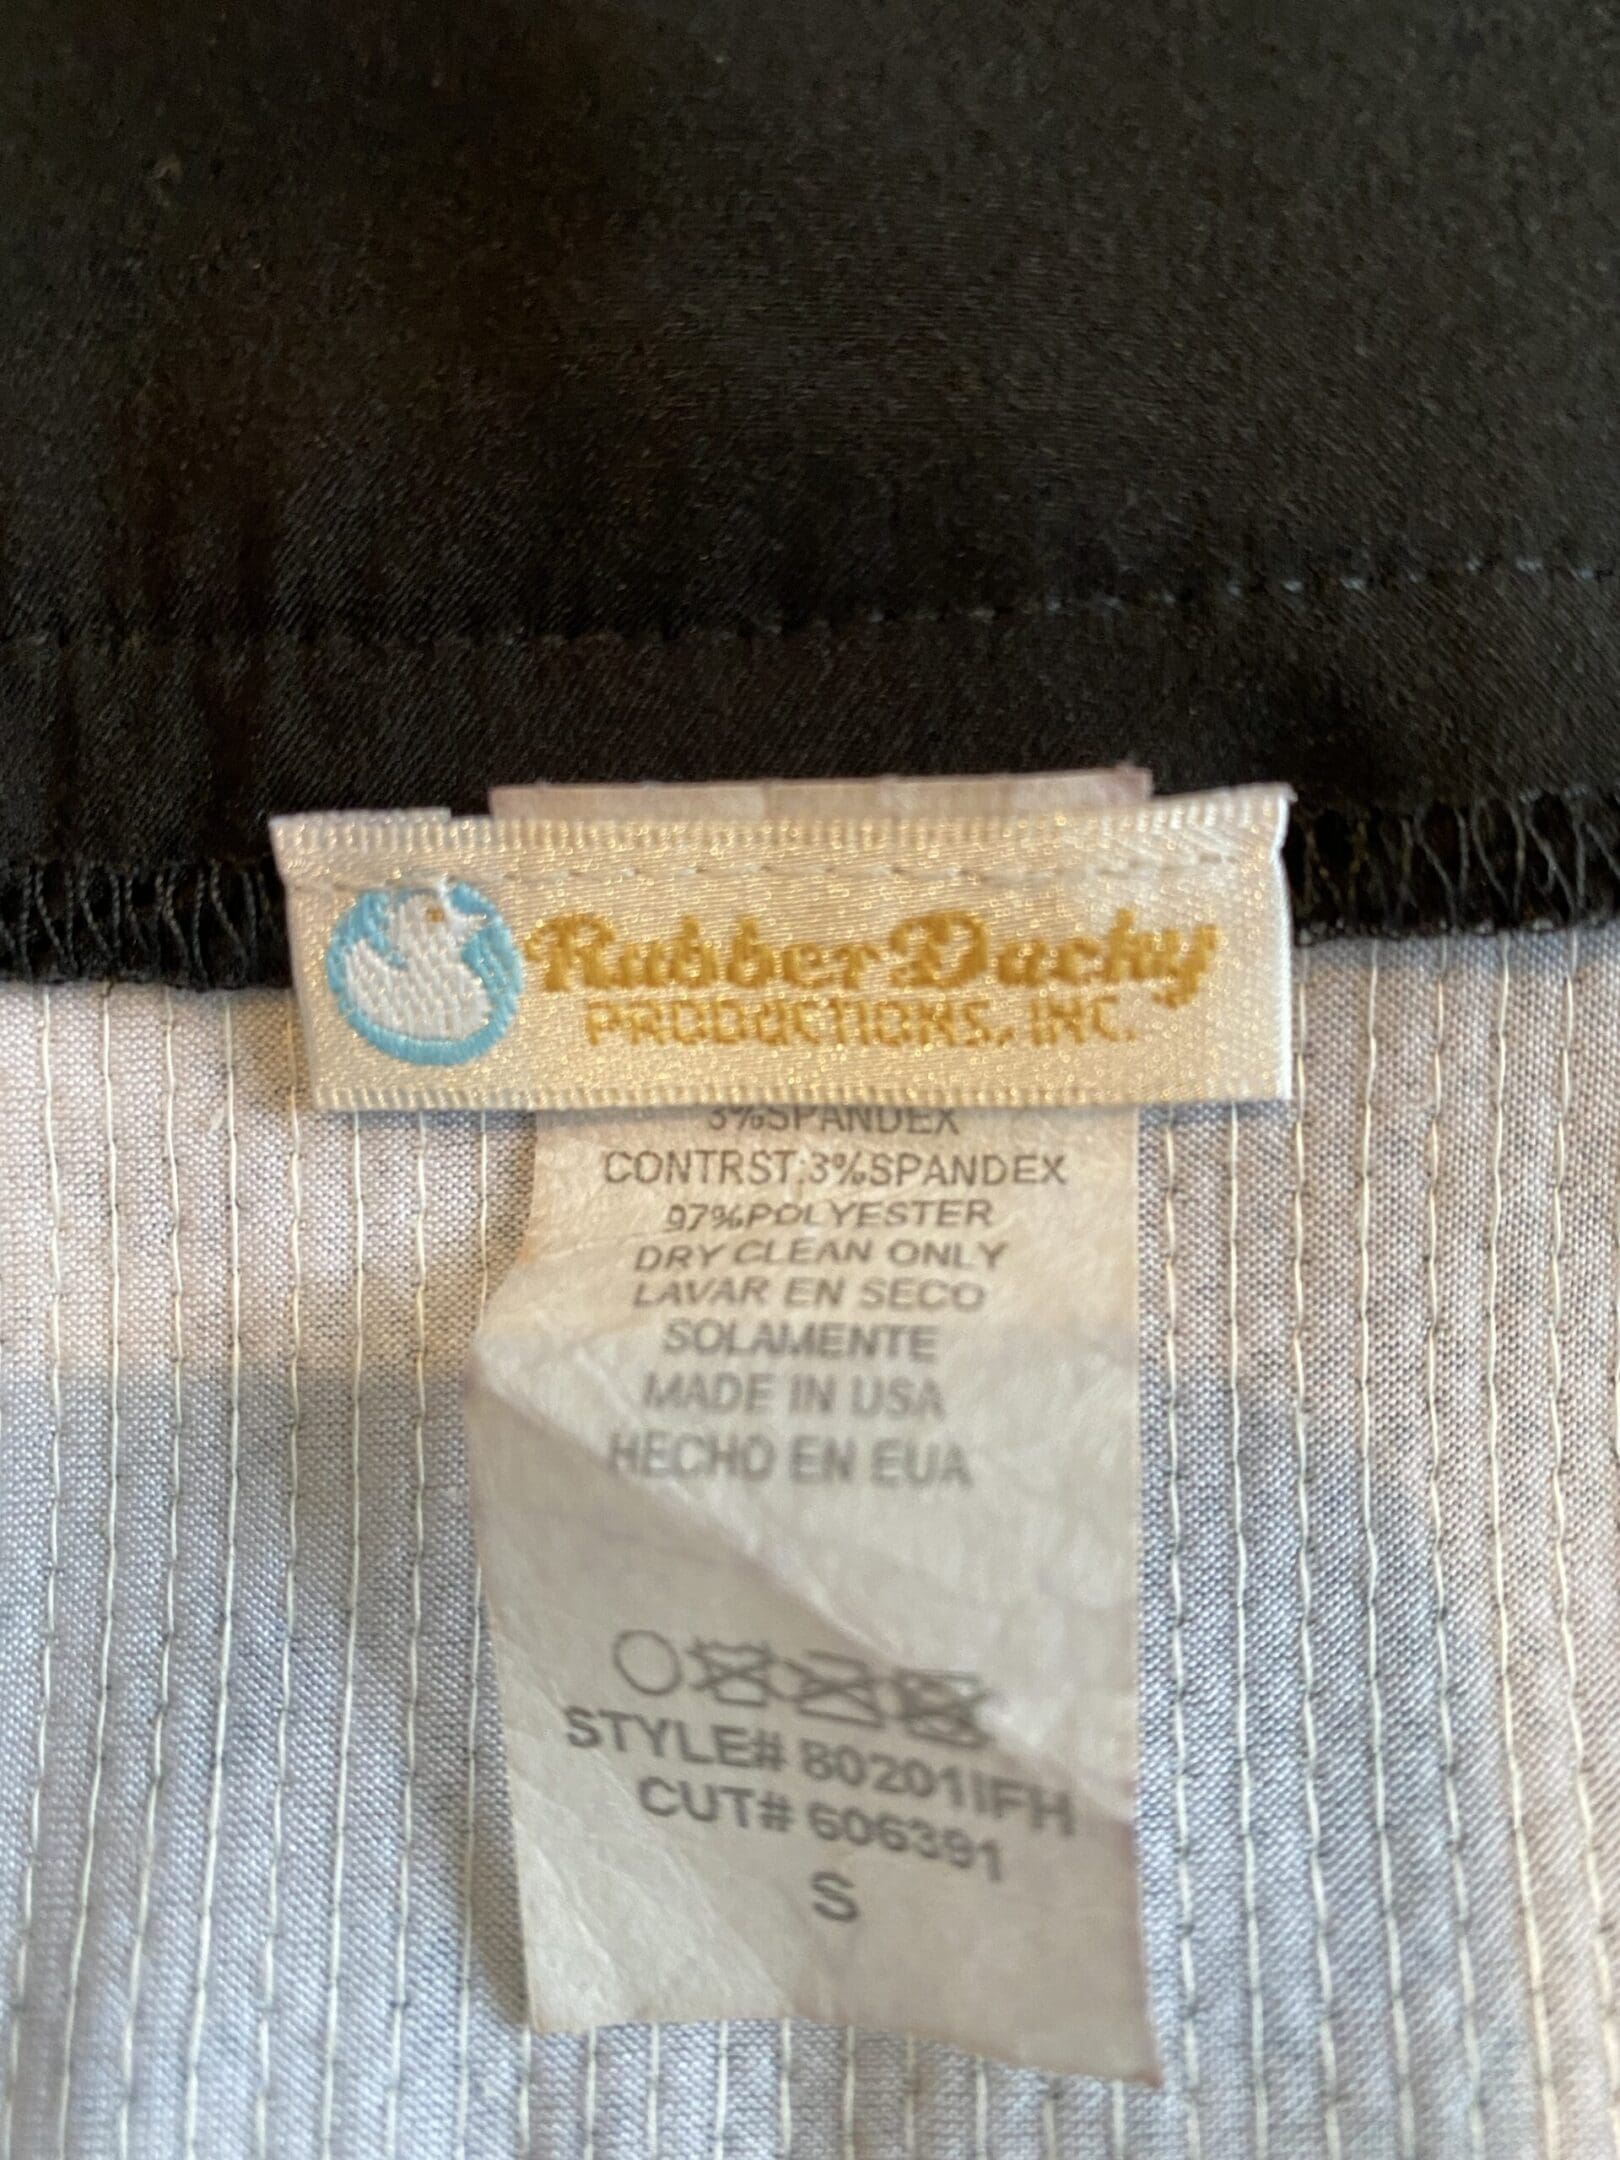 Rubber Ducky
PRODUCTIONS, INC.
3%SPANDEX
CONTRST:3%SPANDEX
97%POLYESTER
DRY CLEAN ONLY
LAVAR EN SECO
SOLAMENTE
MADE IN USA
HECHO EN EUA
STYLE# 80201IFH
CUT# 606391
S